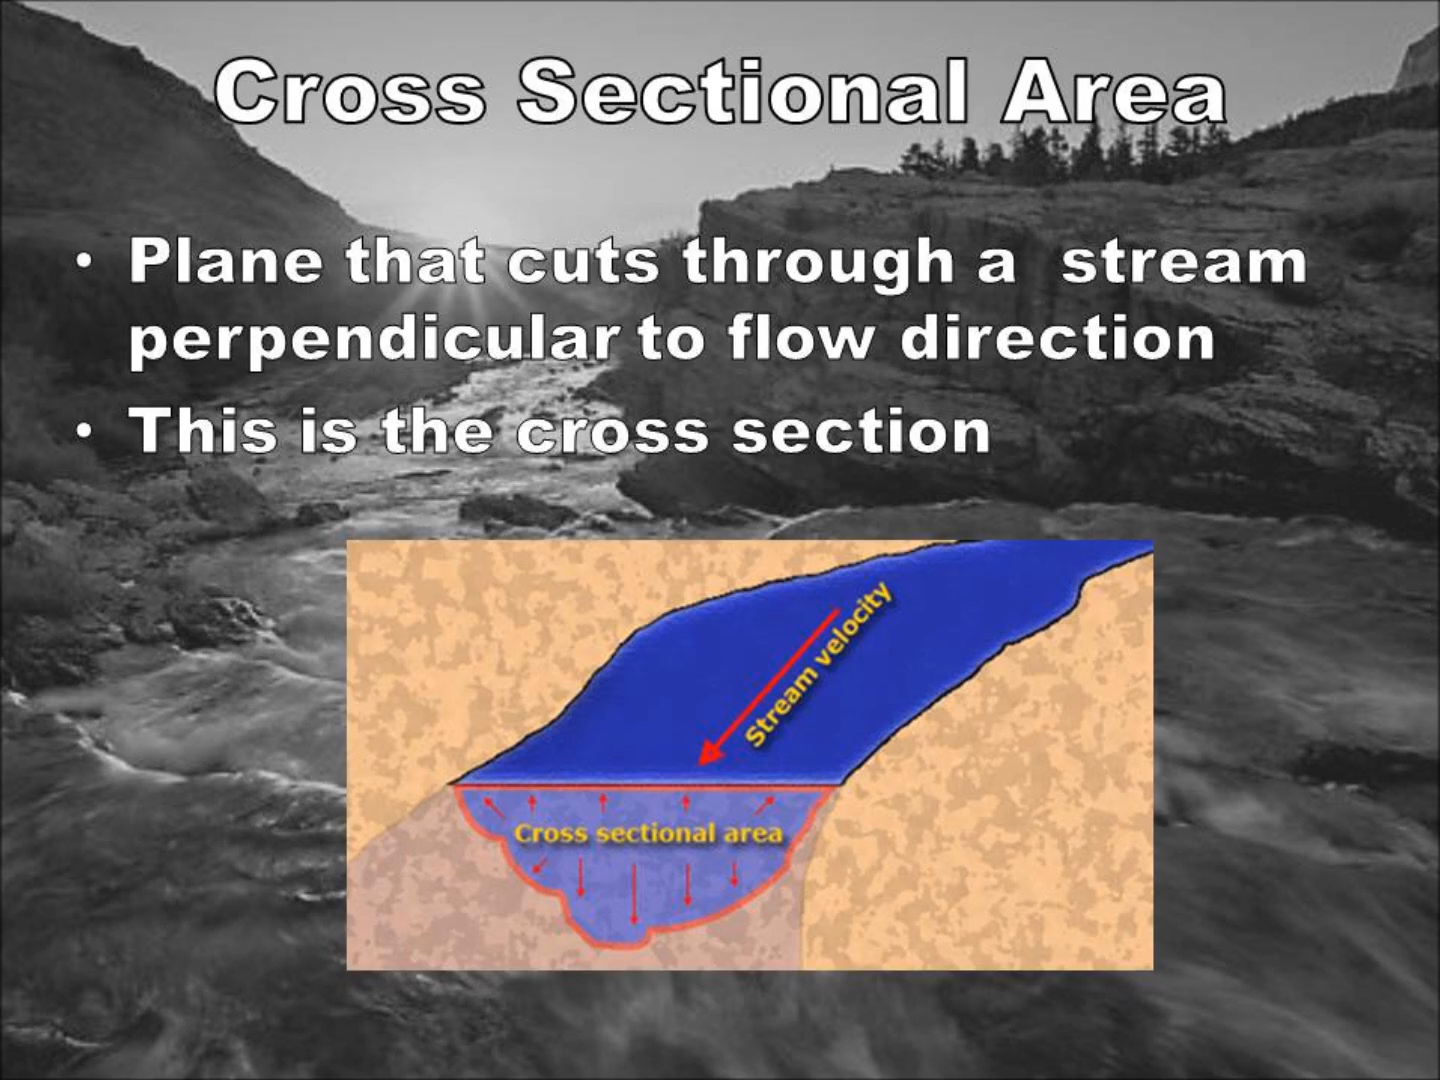 Cross Sectional Area
• Plane that cuts through a  stream
perpendicular to flow direction
• This is the cross section
Stream velocity
Cross sectional area